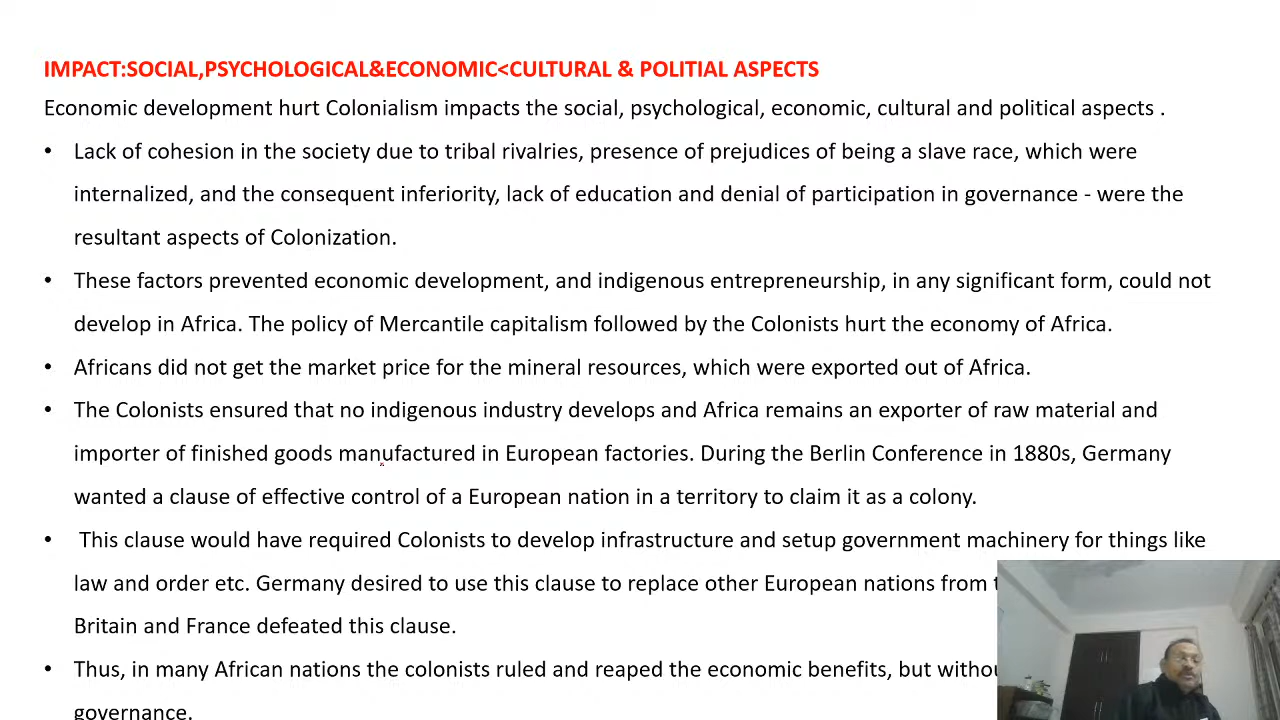 IMPACT:SOCIAL,PSYCHOLOGICAL&ECONOMIC<CULTURAL & POLITIAL ASPECTS
Economic development hurt Colonialism impacts the social, psychological, economic, cultural and political aspects .
• Lack of cohesion in the society due to tribal rivalries, presence of prejudices of being a slave race, which were
internalized, and the consequent inferiority, lack of education and denial of participation in governance - were the
resultant aspects of Colonization.
• These factors prevented economic development, and indigenous entrepreneurship, in any significant form, could not
develop in Africa. The policy of Mercantile capitalism followed by the Colonists hurt the economy of Africa.
• Africans did not get the market price for the mineral resources, which were exported out of Africa.
• The Colonists ensured that no indigenous industry develops and Africa remains an exporter of raw material and
importer of finished goods manufactured in European factories. During the Berlin Conference in 1880s, Germany
wanted a clause of effective control of a European nation in a territory to claim it as a colony.
• This clause would have required Colonists to develop infrastructure and setup government machinery for things like
law and order etc. Germany desired to use this clause to replace other European nations from
Britain and France defeated this clause.
• Thus, in many African nations the colonists ruled and reaped the economic benefits, but
governance.